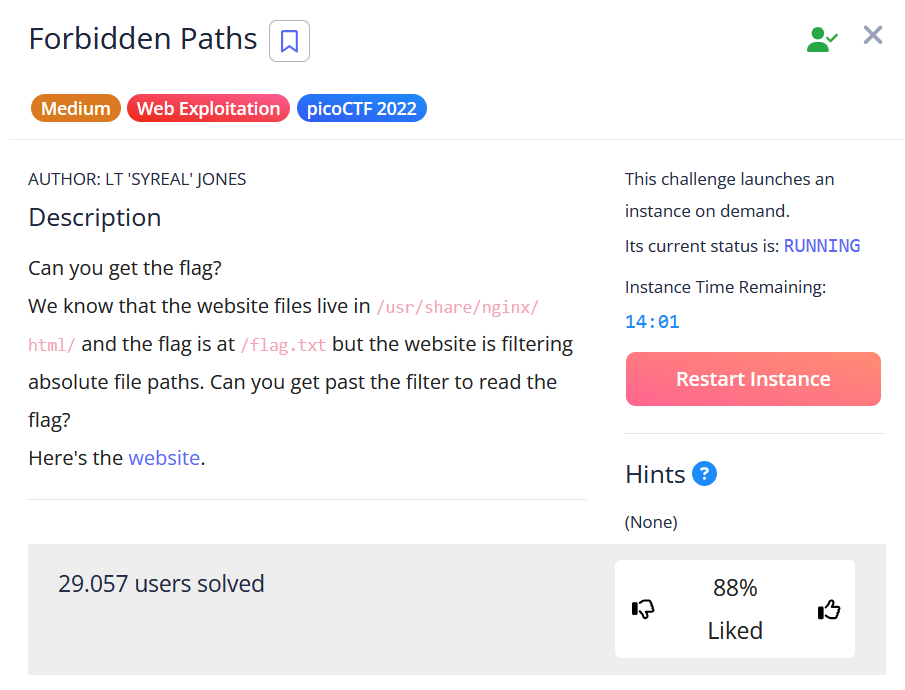 Forbidden Paths
Medium Web Exploitation picoCTF 2022
AUTHOR: LT 'SYREAL' JONES
Description
Can you get the flag?
We know that the website files live in /usr/share/nginx/
html/ and the flag is at /flag.txt but the website is filtering
absolute file paths. Can you get past the filter to read the
flag?
Here's the website.
This challenge launches an
instance on demand.
Its current status is: RUNNING
Instance Time Remaining:
14:01
Restart Instance
Hints ?
(None)
29.057 users solved
88%
Liked